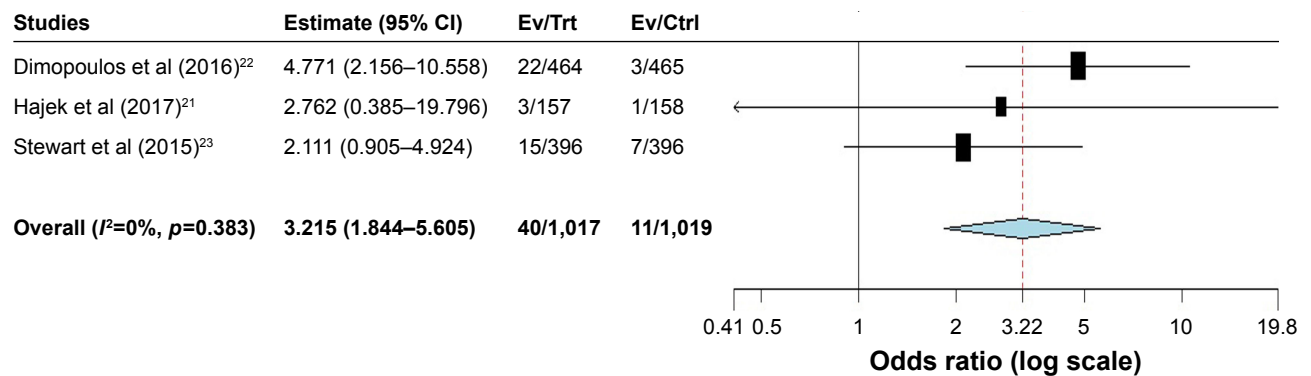 Studies Estimate (95% CI) Ev/Trt Ev/Ctrl
Dimopoulos et al (2016)²² 4.771 (2.156–10.558) 22/464 3/465
Hajek et al (2017)²¹ 2.762 (0.385–19.796) 3/157 1/158
Stewart et al (2015)²³ 2.111 (0.905–4.924) 15/396 7/396
Overall (I²=0%, p=0.383) 3.215 (1.844–5.605) 40/1,017 11/1,019
0.41 0.5 1 2 3.22 5 10 19.8
Odds ratio (log scale)